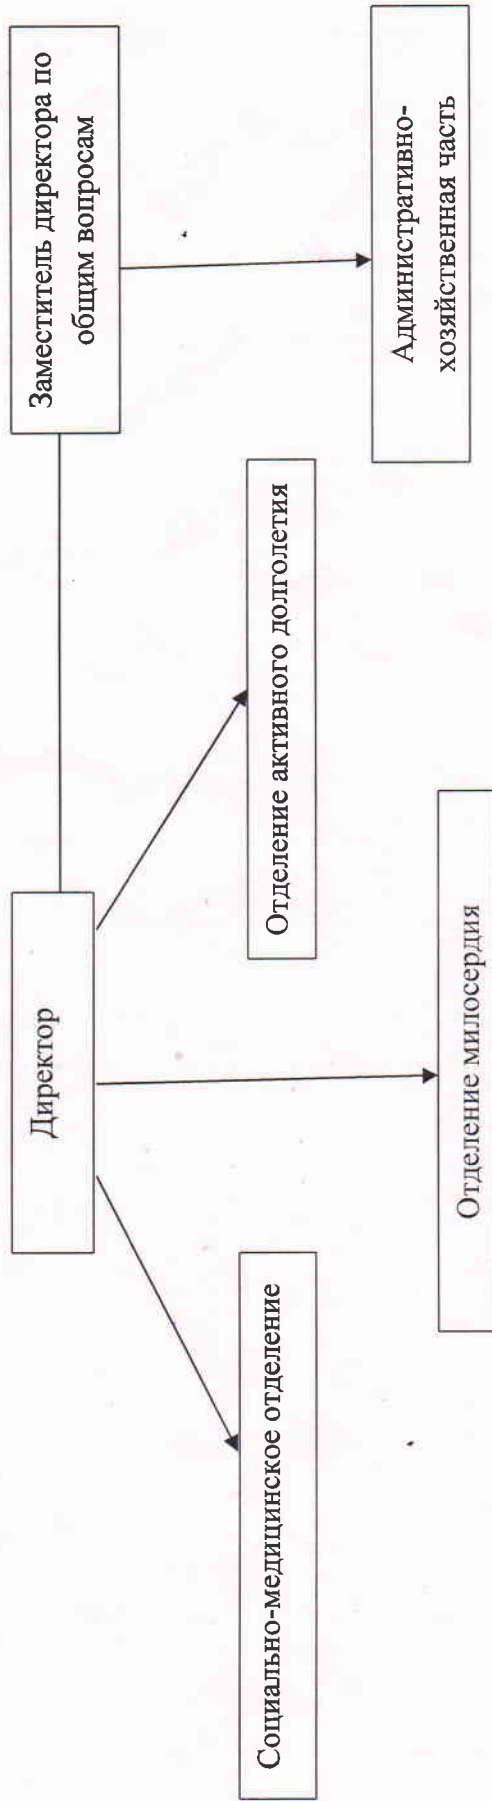 Директор
Заместитель директора по
общим вопросам
Социально-медицинское отделение
Отделение активного долголетия
Отделение милосердия
Административно-
хозяйственная часть